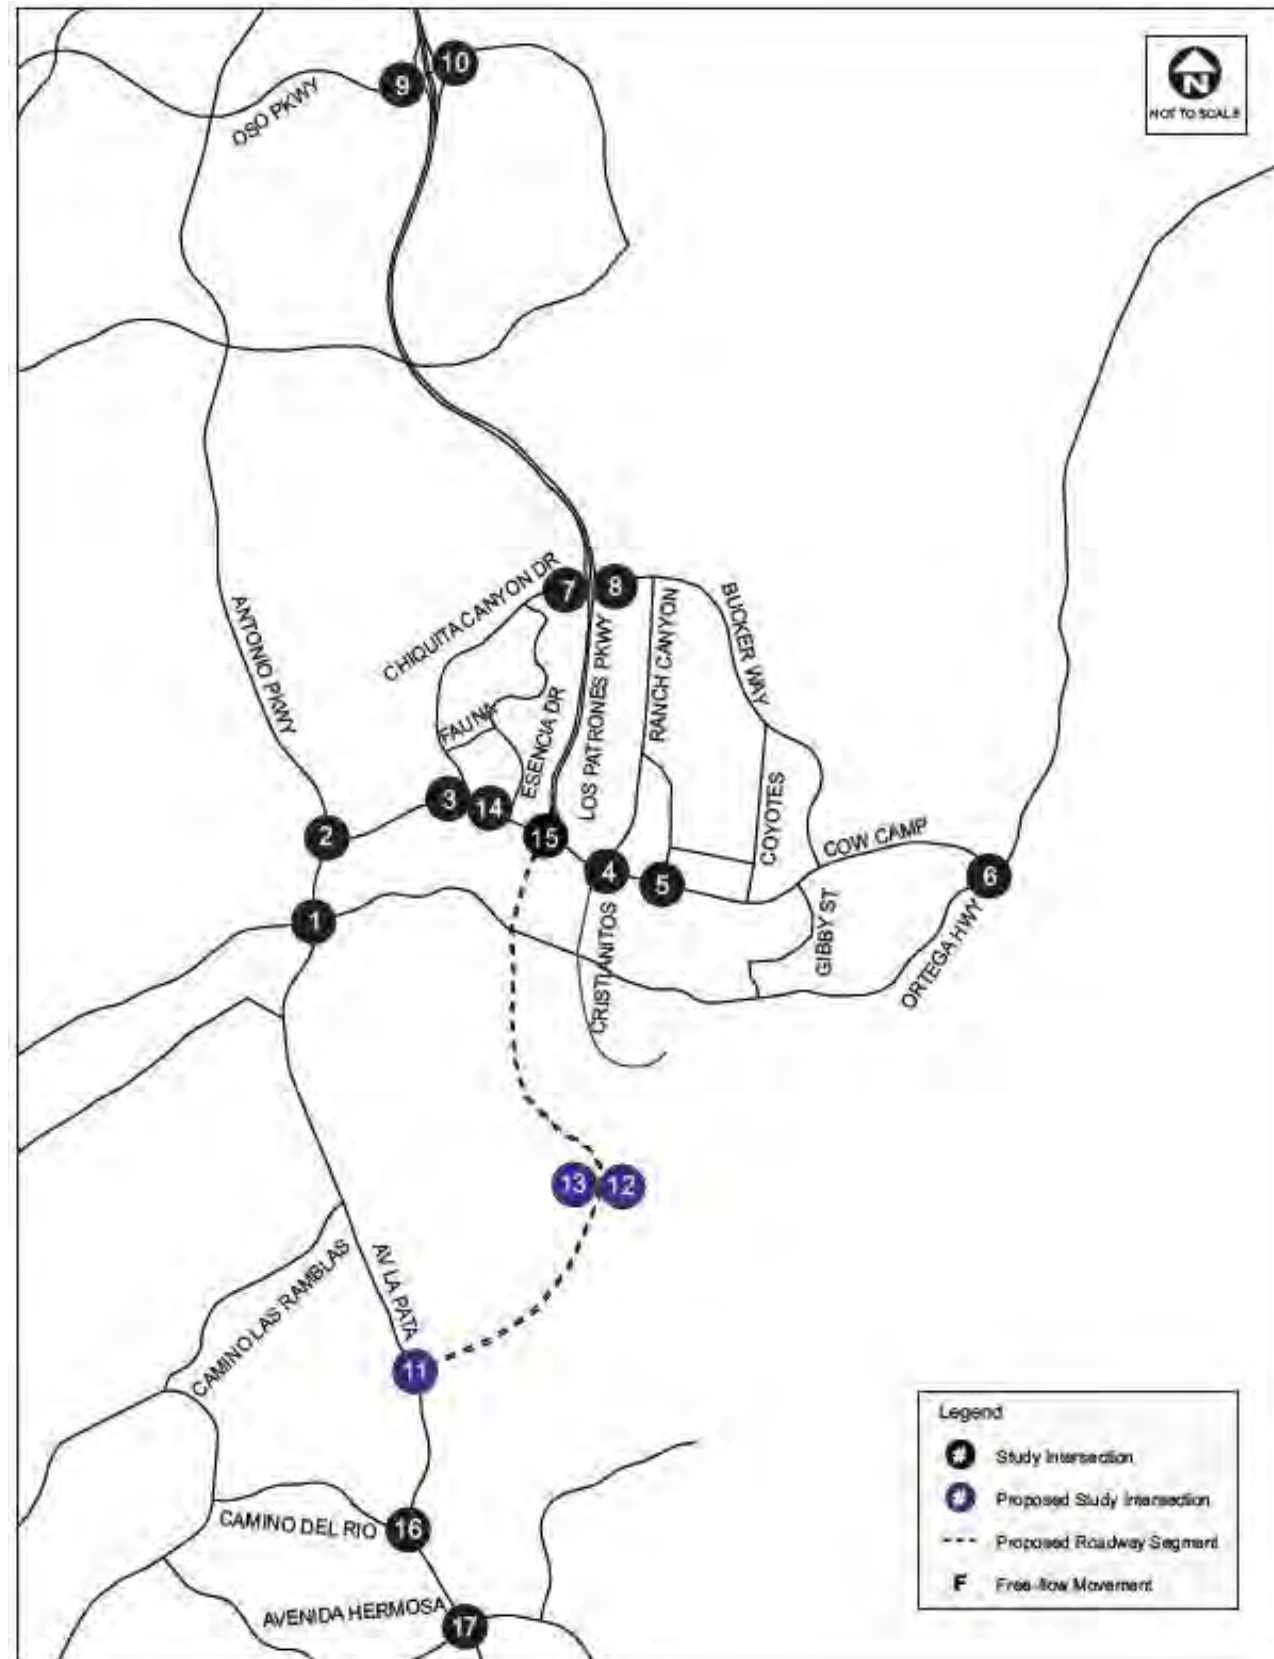 10
9
N
NOT TO SCALE
OSO PKWY
7
8
CHIQUITA CANYON DR
BUCKER WAY
RANCH CANYON
LOS PATRONES PKWY
ANTONIO PKWY
FAUNA
ESENCIA DR
3
14
15
2
COYOTES
COW CAMP
4
5
6
1
CRISTIANITOS
GIBBY ST
ORTEGA HWY
13
12
AV LA PATA
CAMINO LAS RAMBLAS
11
Legend
# Study Intersection
# Proposed Study Intersection
Proposed Roadway Segment
F Free-flow Movement
CAMINO DEL RIO
16
AVENIDA HERMOSA
17